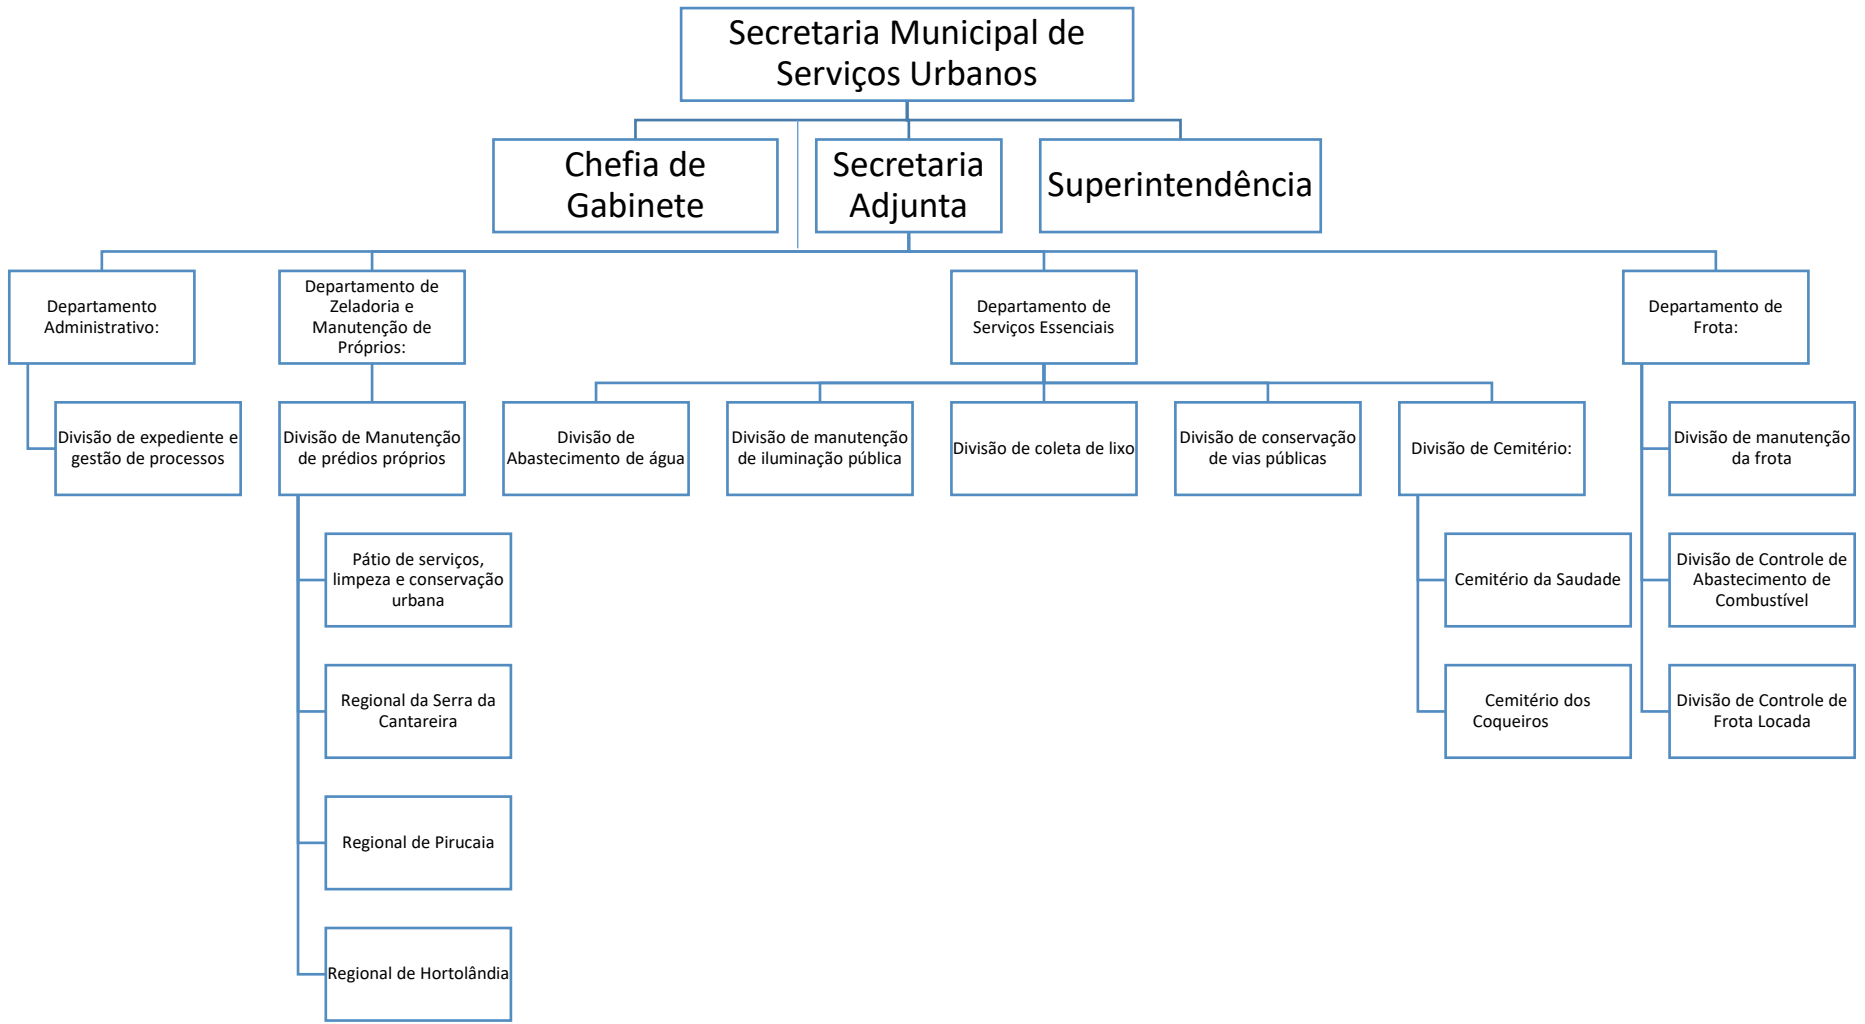 Secretaria Municipal de
Serviços Urbanos
Chefia de
Gabinete
Secretaria
Adjunta
Superintendência
Departamento
Administrativo:
Departamento de
Zeladoria e
Manutenção de
Próprios:
Departamento de
Serviços Essenciais
Departamento de
Frota:
Divisão de expediente e
gestão de processos
Divisão de Manutenção
de prédios próprios
Divisão de
Abastecimento de água
Divisão de manutenção
de iluminação pública
Divisão de coleta de lixo
Divisão de conservação
de vias públicas
Divisão de Cemitério:
Divisão de manutenção
da frota
Pátio de serviços,
limpeza e conservação
urbana
Cemitério da Saudade
Divisão de Controle de
Abastecimento de
Combustível
Regional da Serra da
Cantareira
Cemitério dos
Coqueiros
Divisão de Controle de
Frota Locada
Regional de Pirucaia
Regional de Hortolândia